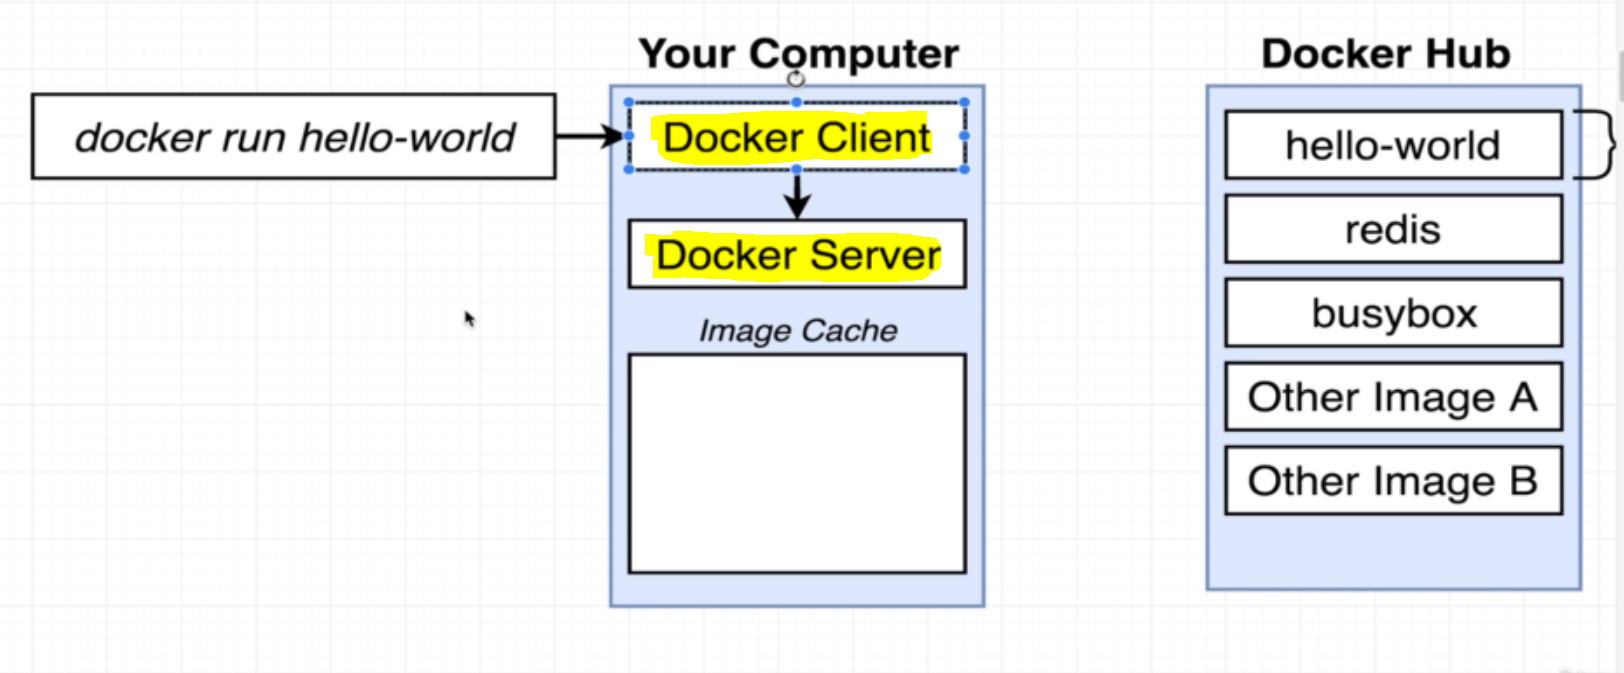 Your Computer
Docker Hub
docker run hello-world
Docker Client
Docker Server
Image Cache
hello-world
redis
busybox
Other Image A
Other Image B